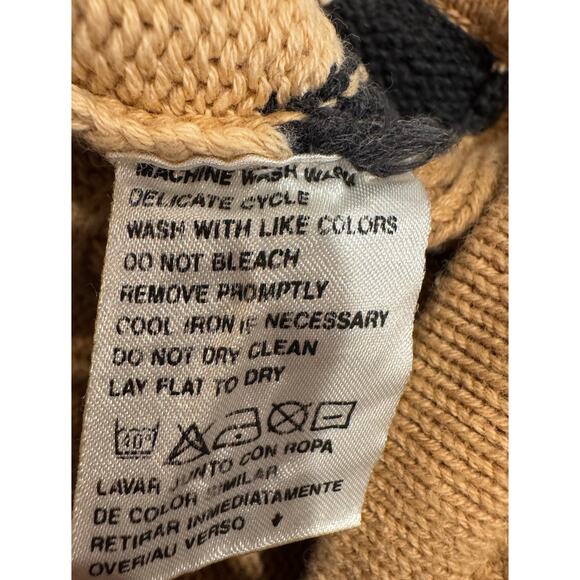 MACHINE WASH WARM
DELICATE CYCLE
WASH WITH LIKE COLORS
DO NOT BLEACH
REMOVE PROMPTLY
COOL IRON IF NECESSARY
DO NOT DRY CLEAN
LAY FLAT TO DRY
40°
LAVAR JUNTO CON ROPA
DE COLOR SIMILAR
RETIRAR INMEDIATAMENTE
OVER/AU VERSO